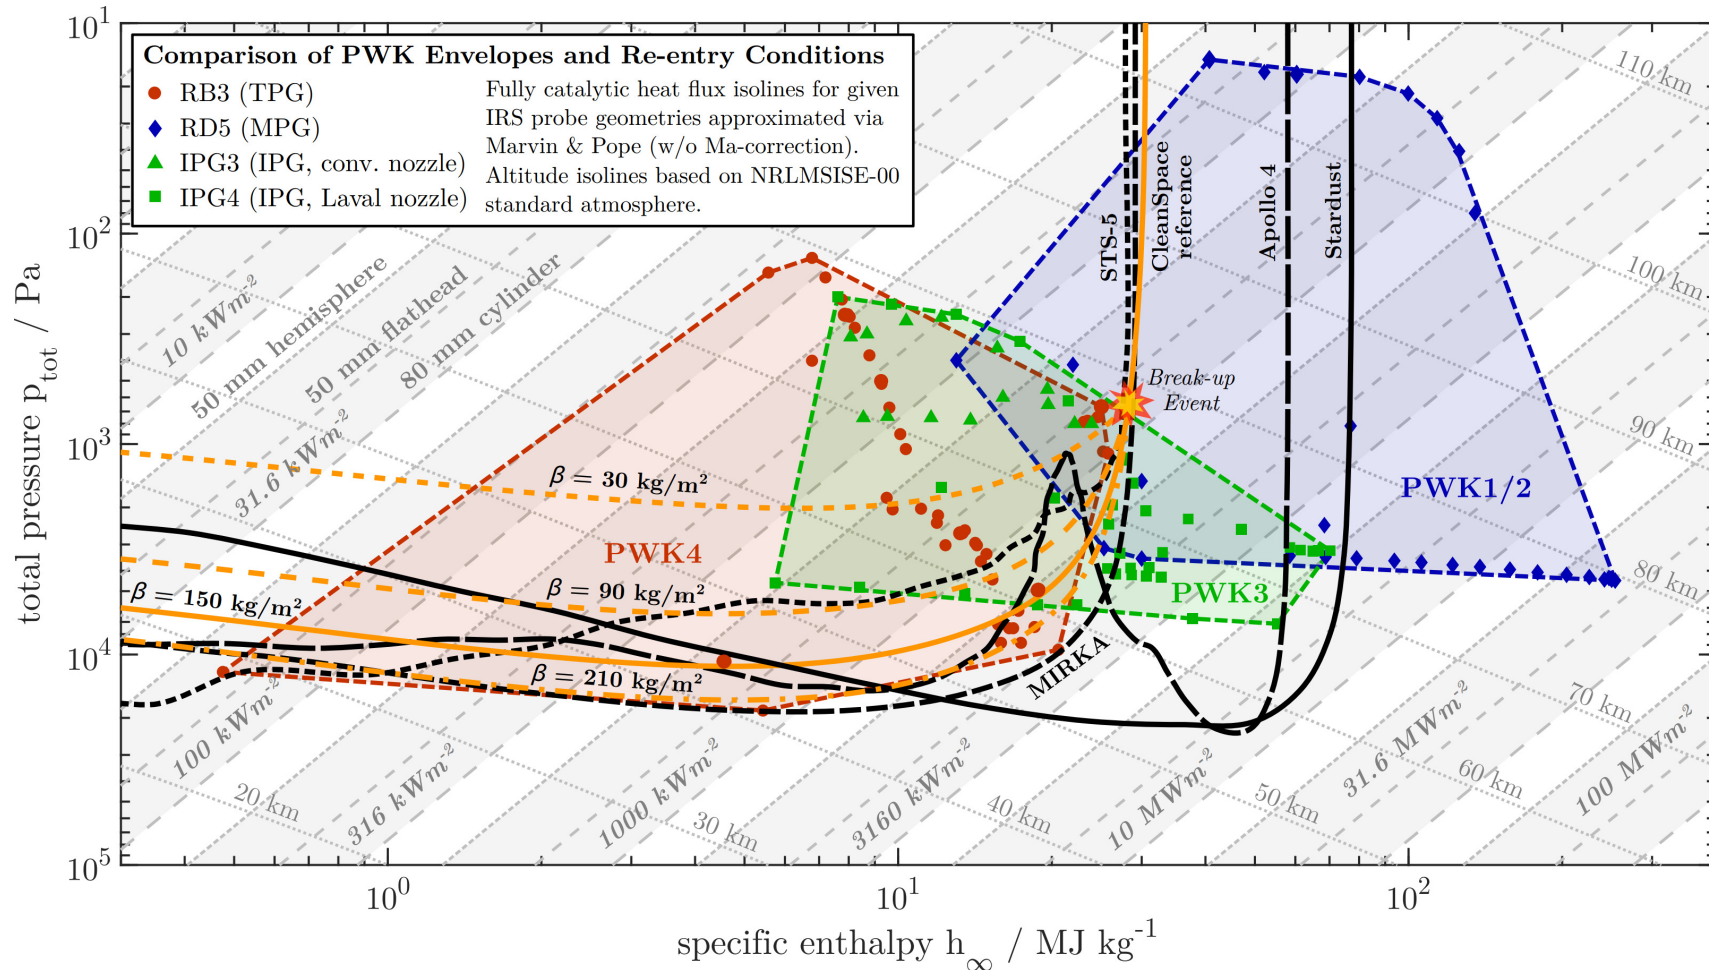 Comparison of PWK Envelopes and Re-entry Conditions
RB3 (TPG)
RD5 (MPG)
IPG3 (IPG, conv. nozzle)
IPG4 (IPG, Laval nozzle)
Fully catalytic heat flux isolines for given
IRS probe geometries approximated via
Marvin & Pope (w/o Ma-correction).
Altitude isolines based on NRLMSISE-00
standard atmosphere.
10¹
10²
10³
10⁴
10⁵
total pressure p_tot / Pa
10⁰
10¹
10²
specific enthalpy h_∞ / MJ kg⁻¹
10 kWm⁻²
50 mm hemisphere
50 mm flathead
80 mm cylinder
31.6 kWm⁻²
100 kWm⁻²
316 kWm⁻²
1000 kWm⁻²
3160 kWm⁻²
10 MWm⁻²
31.6 MWm⁻²
100 MWm⁻²
20 km
30 km
40 km
50 km
60 km
70 km
80 km
90 km
100 km
110 km
STS-5
CleanSpace
reference
Apollo 4
Stardust
Break-up
Event
PWK1/2
PWK3
PWK4
MIRKA
β = 30 kg/m²
β = 90 kg/m²
β = 150 kg/m²
β = 210 kg/m²